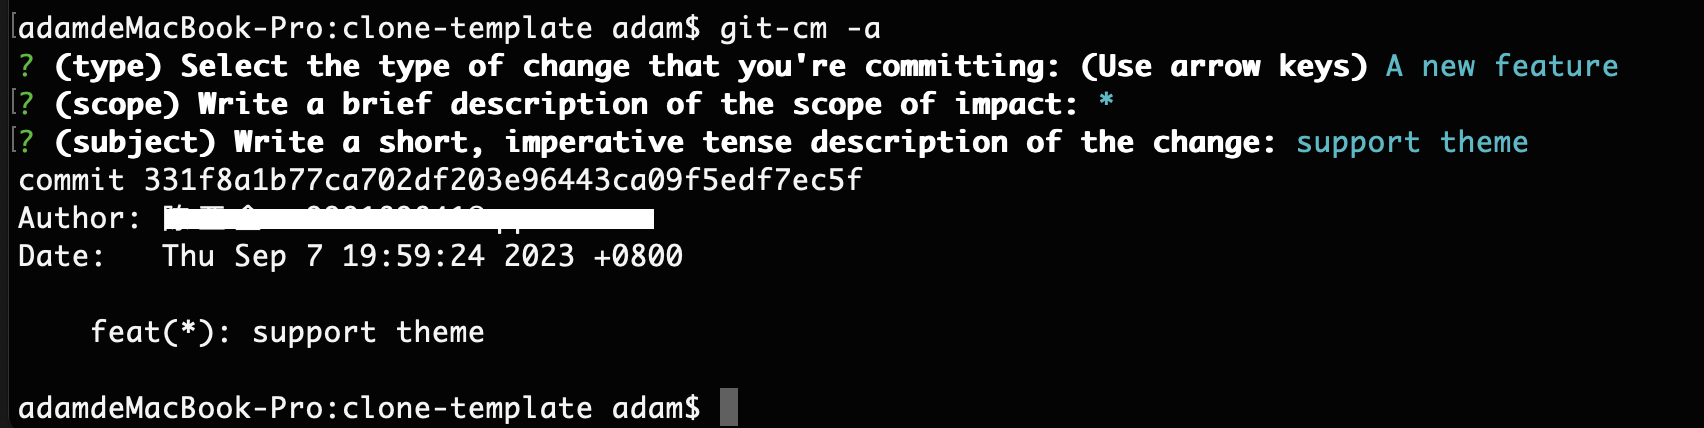 adamdeMacBook-Pro:clone-template adam$ git-cm -a
? (type) Select the type of change that you're committing: (Use arrow keys) A new feature
? (scope) Write a brief description of the scope of impact: *
? (subject) Write a short, imperative tense description of the change: support theme
commit 331f8a1b77ca702df203e96443ca09f5edf7ec5f
Author:
Date:   Thu Sep 7 19:59:24 2023 +0800
feat(*): support theme
adamdeMacBook-Pro:clone-template adam$